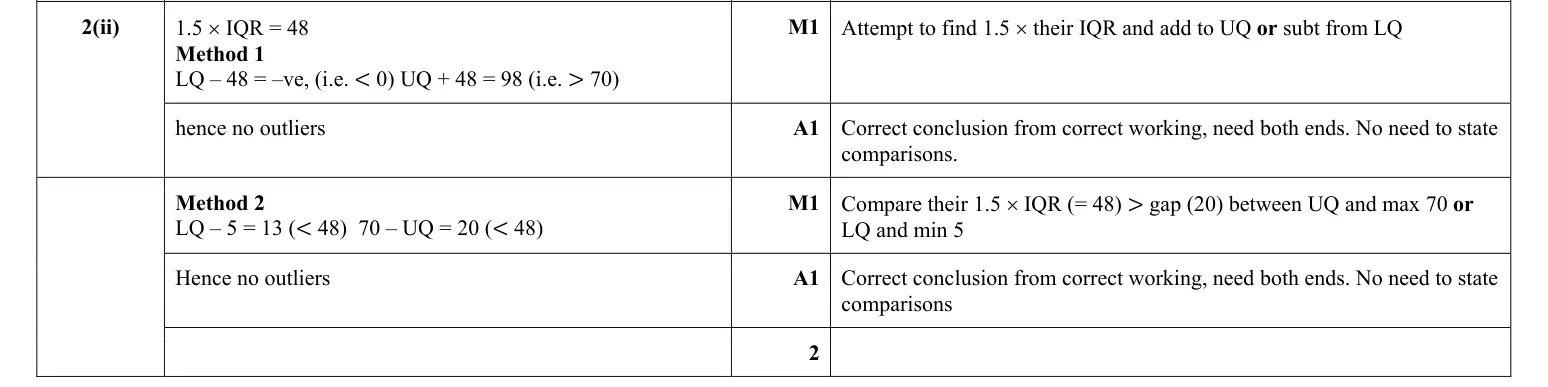 2(ii) 1.5 × IQR = 48 M1 Attempt to find 1.5 × their IQR and add to UQ or subt from LQ
Method 1
LQ – 48 = –ve, (i.e. < 0) UQ + 48 = 98 (i.e. > 70)
hence no outliers A1 Correct conclusion from correct working, need both ends. No need to state
comparisons.
Method 2 M1 Compare their 1.5 × IQR (= 48) > gap (20) between UQ and max 70 or
LQ – 5 = 13 (< 48) 70 – UQ = 20 (< 48) LQ and min 5
Hence no outliers A1 Correct conclusion from correct working, need both ends. No need to state
comparisons
2